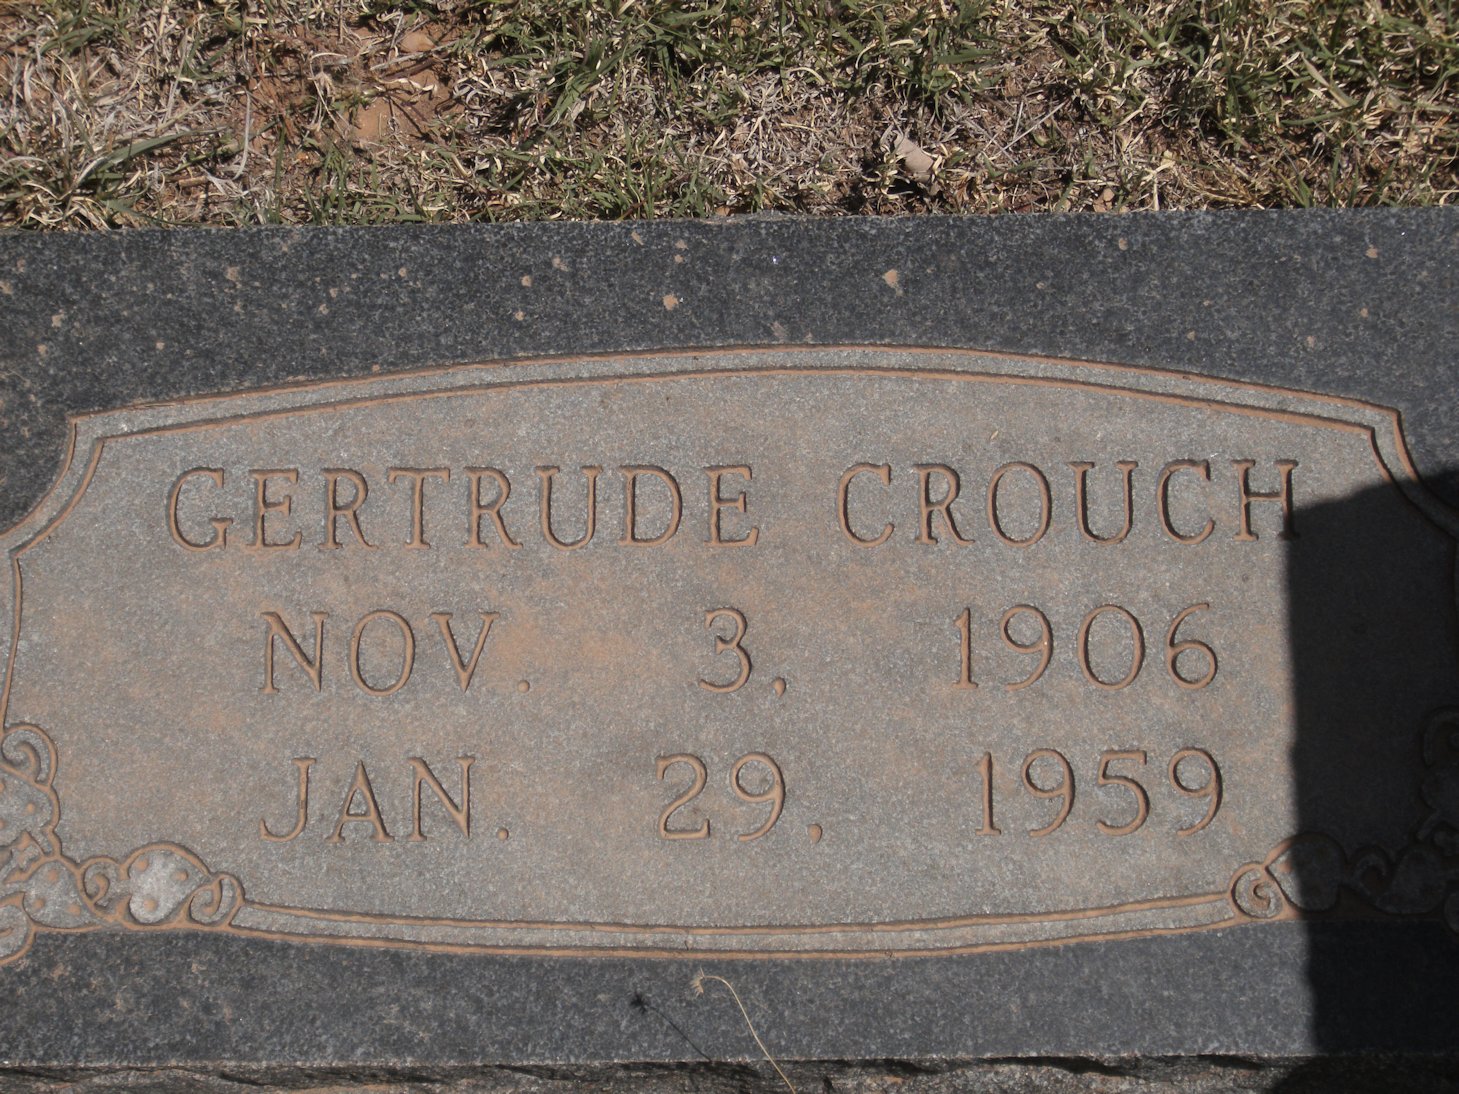 GERTRUDE CROUCH
NOV. 3, 1906
JAN. 29, 1959